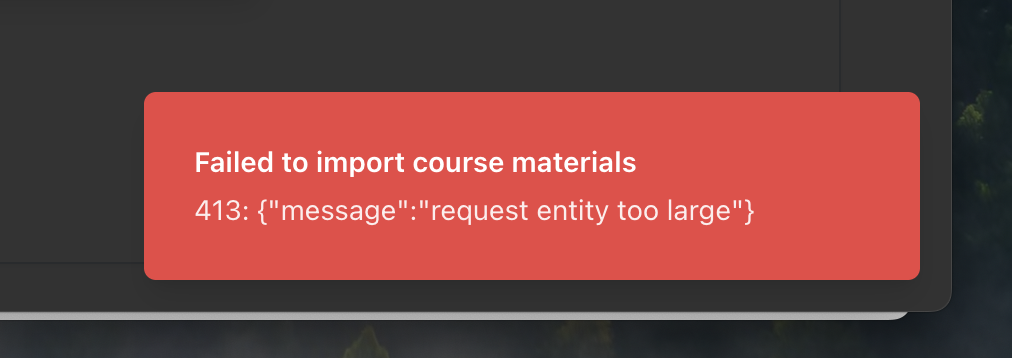 Failed to import course materials
413: {"message":"request entity too large"}